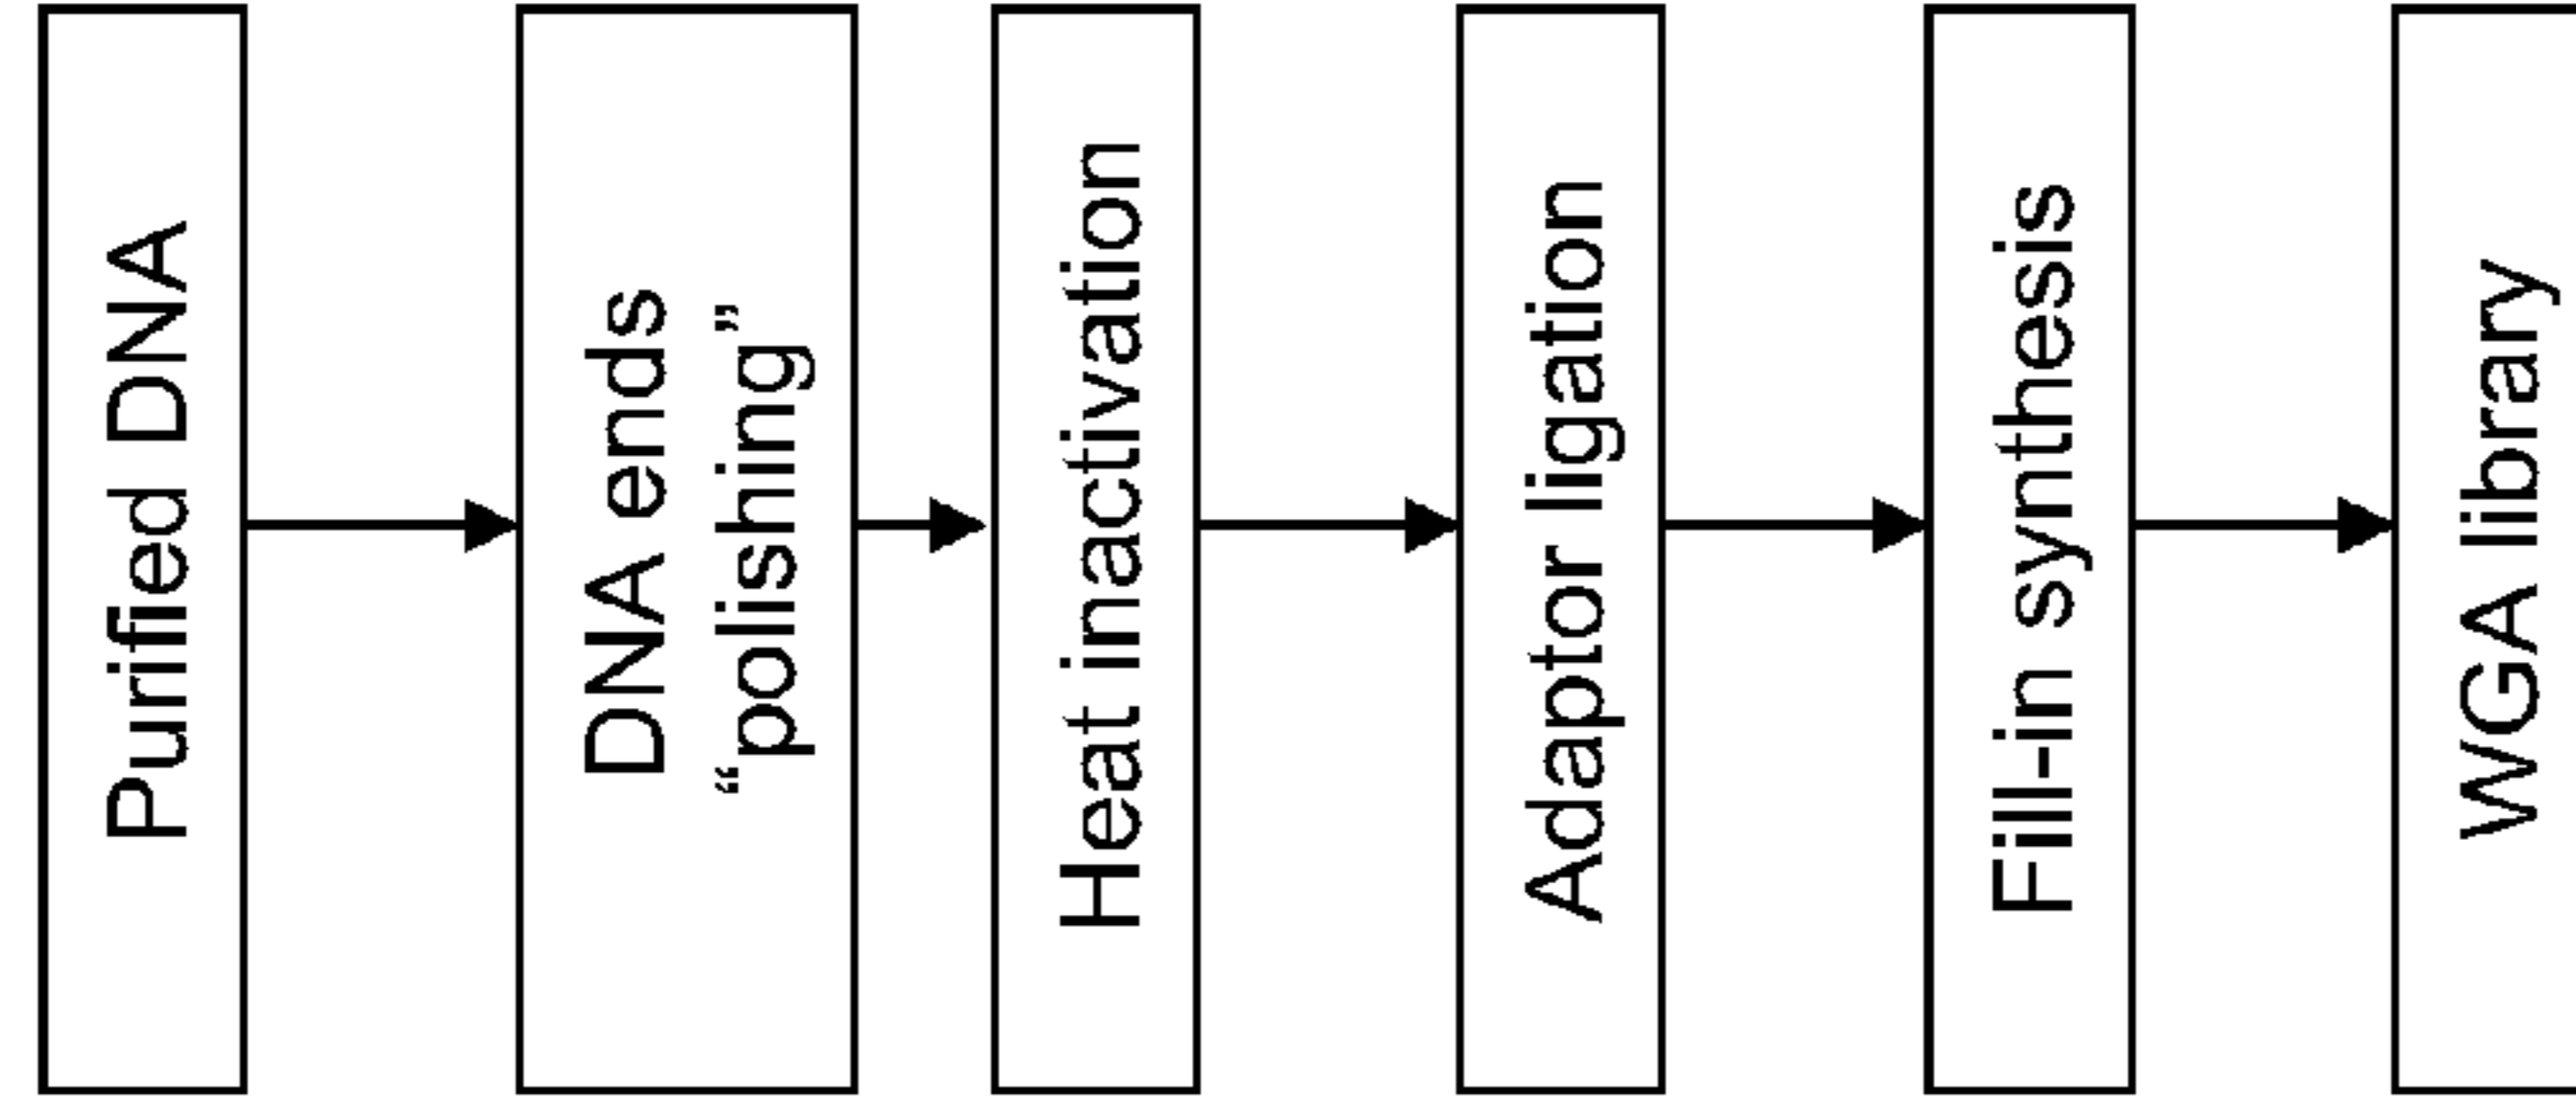 Purified DNA
DNA ends
“polishing”
Heat inactivation
Adaptor ligation
Fill-in synthesis
WGA library